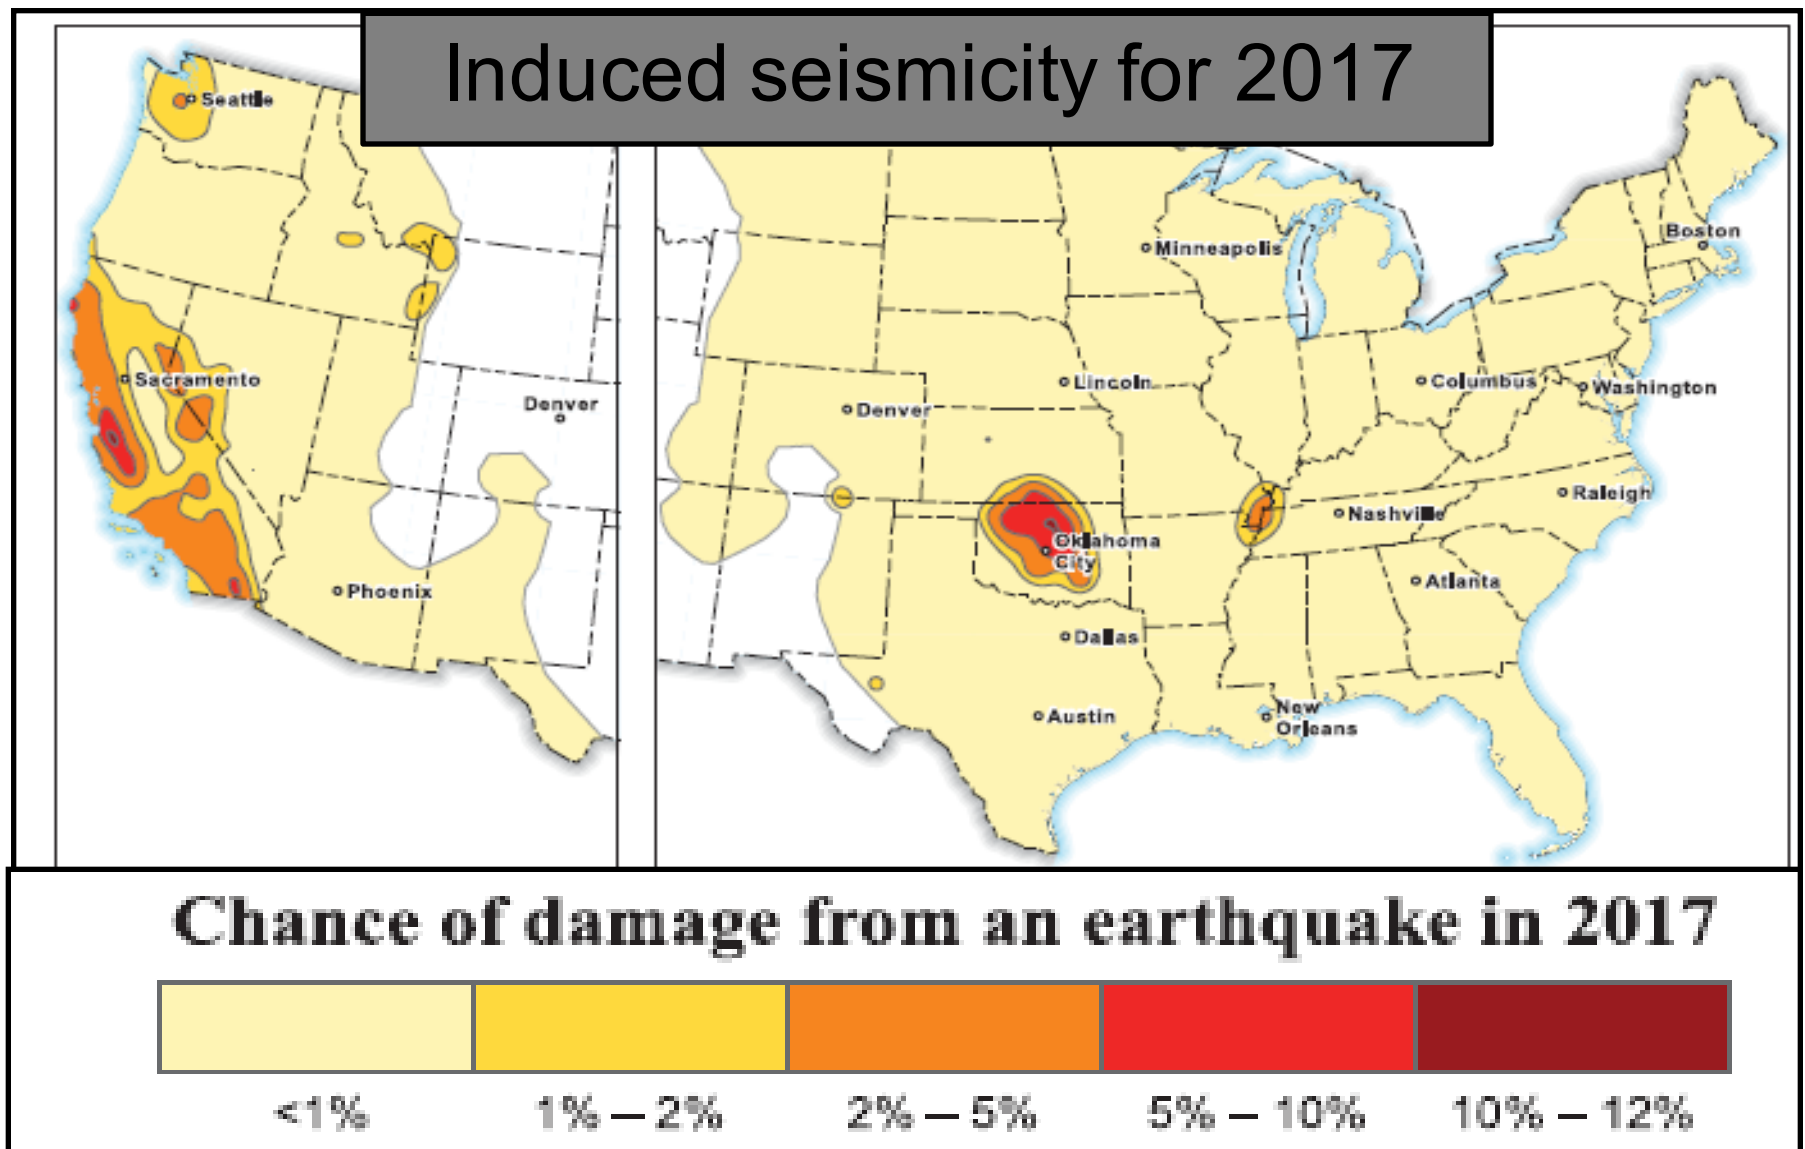 Induced seismicity for 2017
Seattle
Boston
Minneapolis
Sacramento
Denver
Lincoln
Denver
Columbus
Washington
Raleigh
Nashville
Oklahoma
City
Phoenix
Atlanta
Dallas
Austin
New
Orleans
Chance of damage from an earthquake in 2017
<1% 1% – 2% 2% – 5% 5% – 10% 10% – 12%